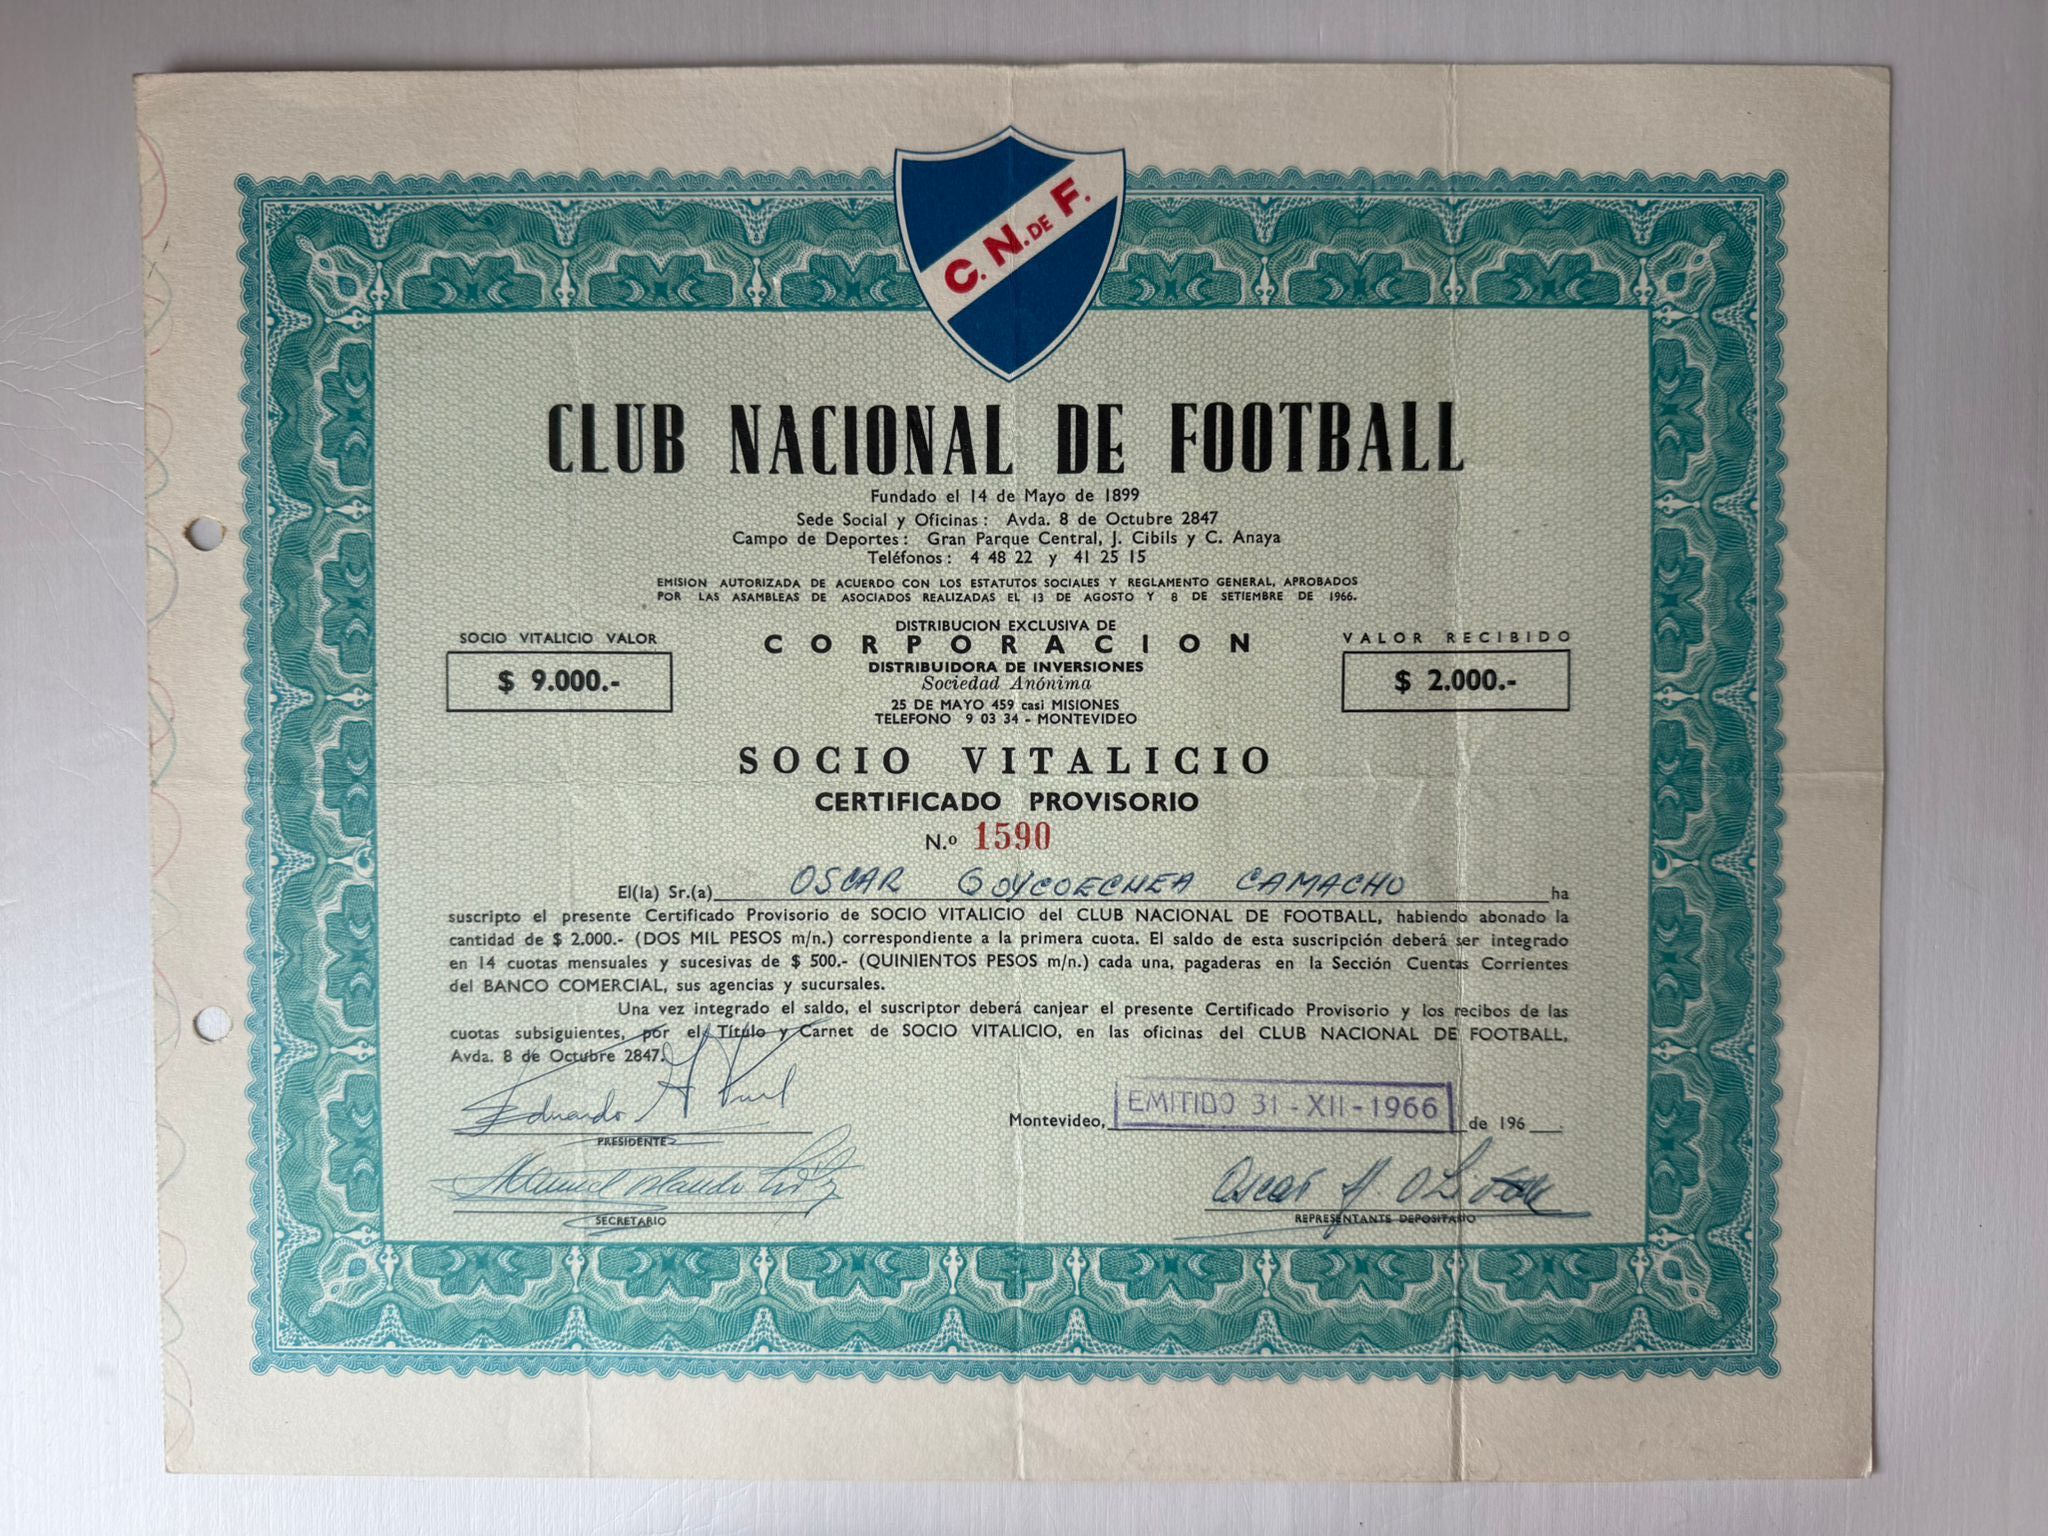 C. N. DE F.
CLUB NACIONAL DE FOOTBALL
Fundado el 14 de Mayo de 1899
Sede Social y Oficinas : Avda. 8 de Octubre 2847
Campo de Deportes : Gran Parque Central, J. Cibils y C. Anaya
Teléfonos : 4 48 22 y 41 25 15
EMISION AUTORIZADA DE ACUERDO CON LOS ESTATUTOS SOCIALES Y REGLAMENTO GENERAL, APROBADOS
POR LAS ASAMBLEAS DE ASOCIADOS REALIZADAS EL 13 DE AGOSTO Y 8 DE SETIEMBRE DE 1966.
SOCIO VITALICIO VALOR
$ 9.000.-
DISTRIBUCION EXCLUSIVA DE
CORPORACION
DISTRIBUIDORA DE INVERSIONES
Sociedad Anónima
25 DE MAYO 459 casi MISIONES
TELEFONO 9 03 34 - MONTEVIDEO
VALOR RECIBIDO
$ 2.000.-
SOCIO VITALICIO
CERTIFICADO PROVISORIO
N.º 1590
El(la) Sr.(a) OSCAR GOYCOECHEA CAMACHO ha
suscripto el presente Certificado Provisorio de SOCIO VITALICIO del CLUB NACIONAL DE FOOTBALL, habiendo abonado la
cantidad de $ 2.000.- (DOS MIL PESOS m/n.) correspondiente a la primera cuota. El saldo de esta suscripción deberá ser integrado
en 14 cuotas mensuales y sucesivas de $ 500.- (QUINIENTOS PESOS m/n.) cada una, pagaderas en la Sección Cuentas Corrientes
del BANCO COMERCIAL, sus agencias y sucursales.
Una vez integrado el saldo, el suscriptor deberá canjear el presente Certificado Provisorio y los recibos de las
cuotas subsiguientes, por el Título y Carnet de SOCIO VITALICIO, en las oficinas del CLUB NACIONAL DE FOOTBALL,
Avda. 8 de Octubre 2847.
Eduardo
PRESIDENTE
Montevideo, EMITIDO 31-XII-1966 de 196
Manuel
SECRETARIO
Oscar A.
REPRESENTANTE DEPOSITARIO